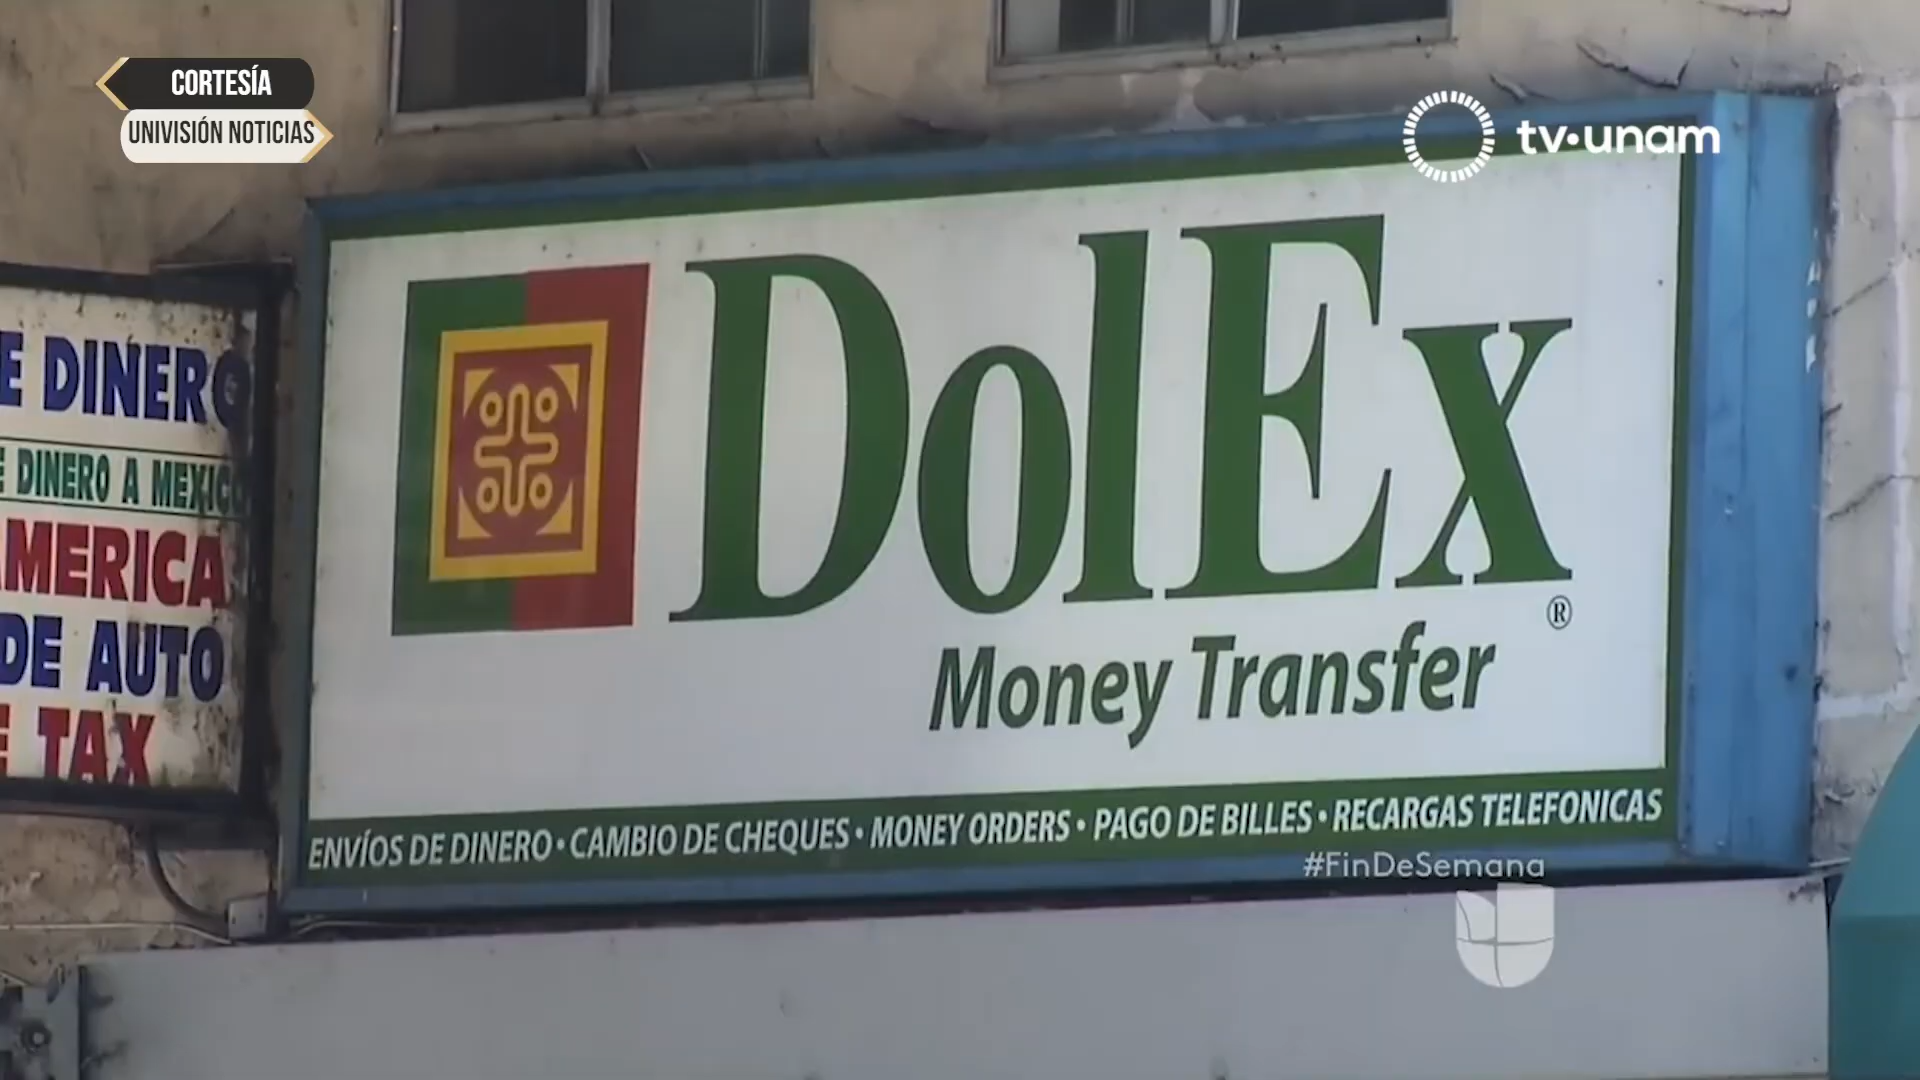 CORTESÍA
UNIVISIÓN NOTICIAS
tv·unam
E DINERO
E DINERO A MEXICO
MERICA
DE AUTO
E TAX
DolEx®
Money Transfer
ENVÍOS DE DINERO • CAMBIO DE CHEQUES • MONEY ORDERS • PAGO DE BILLES • RECARGAS TELEFONICAS
#FinDeSemana